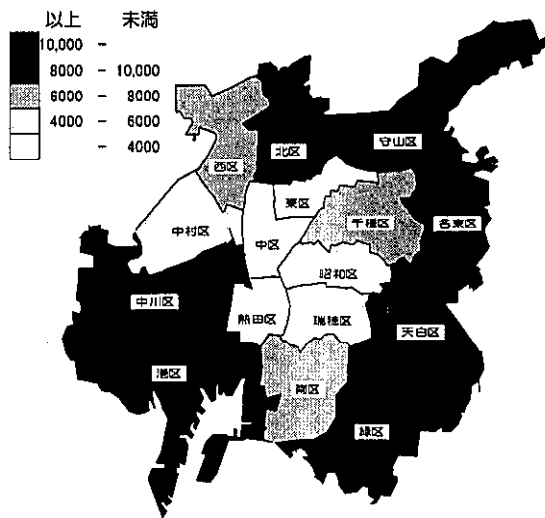 以上 未満
10,000 -
8000 - 10,000
6000 - 8000
4000 - 6000
- 4000
守山区
北区
西区
東区
千種区
名東区
中村区
中区
昭和区
中川区
熱田区
瑞穂区
天白区
港区
南区
緑区